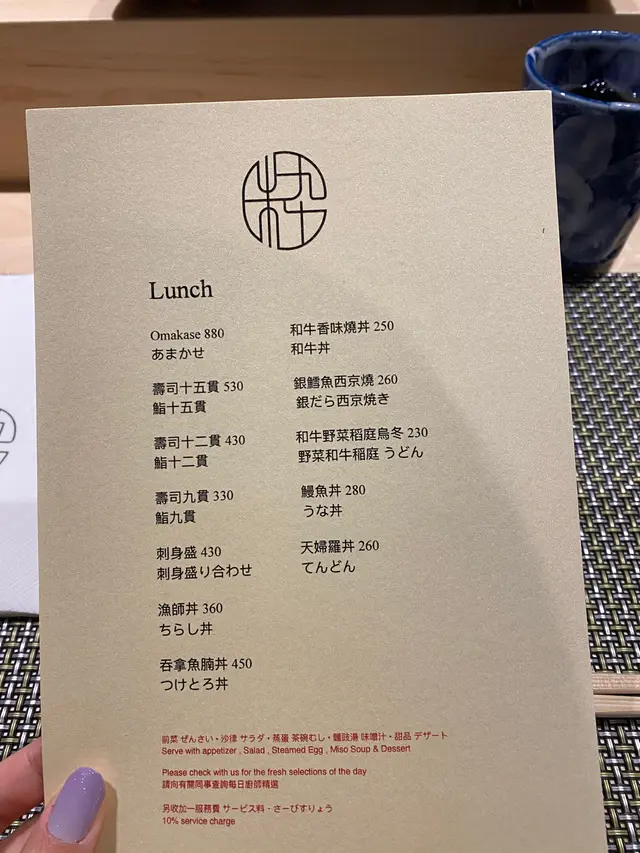 Lunch
Omakase 880
あまかせ
壽司十五貫 530
鮨十五貫
壽司十二貫 430
鮨十二貫
壽司九貫 330
鮨九貫
刺身盛 430
刺身盛り合わせ
漁師丼 360
ちらし丼
吞拿魚腩丼 450
つけとろ丼
和牛香味燒丼 250
和牛丼
銀鱈魚西京燒 260
銀だら西京焼き
和牛野菜稻庭烏冬 230
野菜和牛稲庭 うどん
鰻魚丼 280
うな丼
天婦羅丼 260
てんどん
前菜 ぜんさい・沙律 サラダ・蒸蛋 茶碗むし・麵豉湯 味噌汁・甜品 デザート
Serve with appetizer , Salad , Steamed Egg , Miso Soup & Dessert
Please check with us for the fresh selections of the day
請向有關同事查詢每日廚師精選
另收加一服務費 サービス料・さーびすりょう
10% service charge